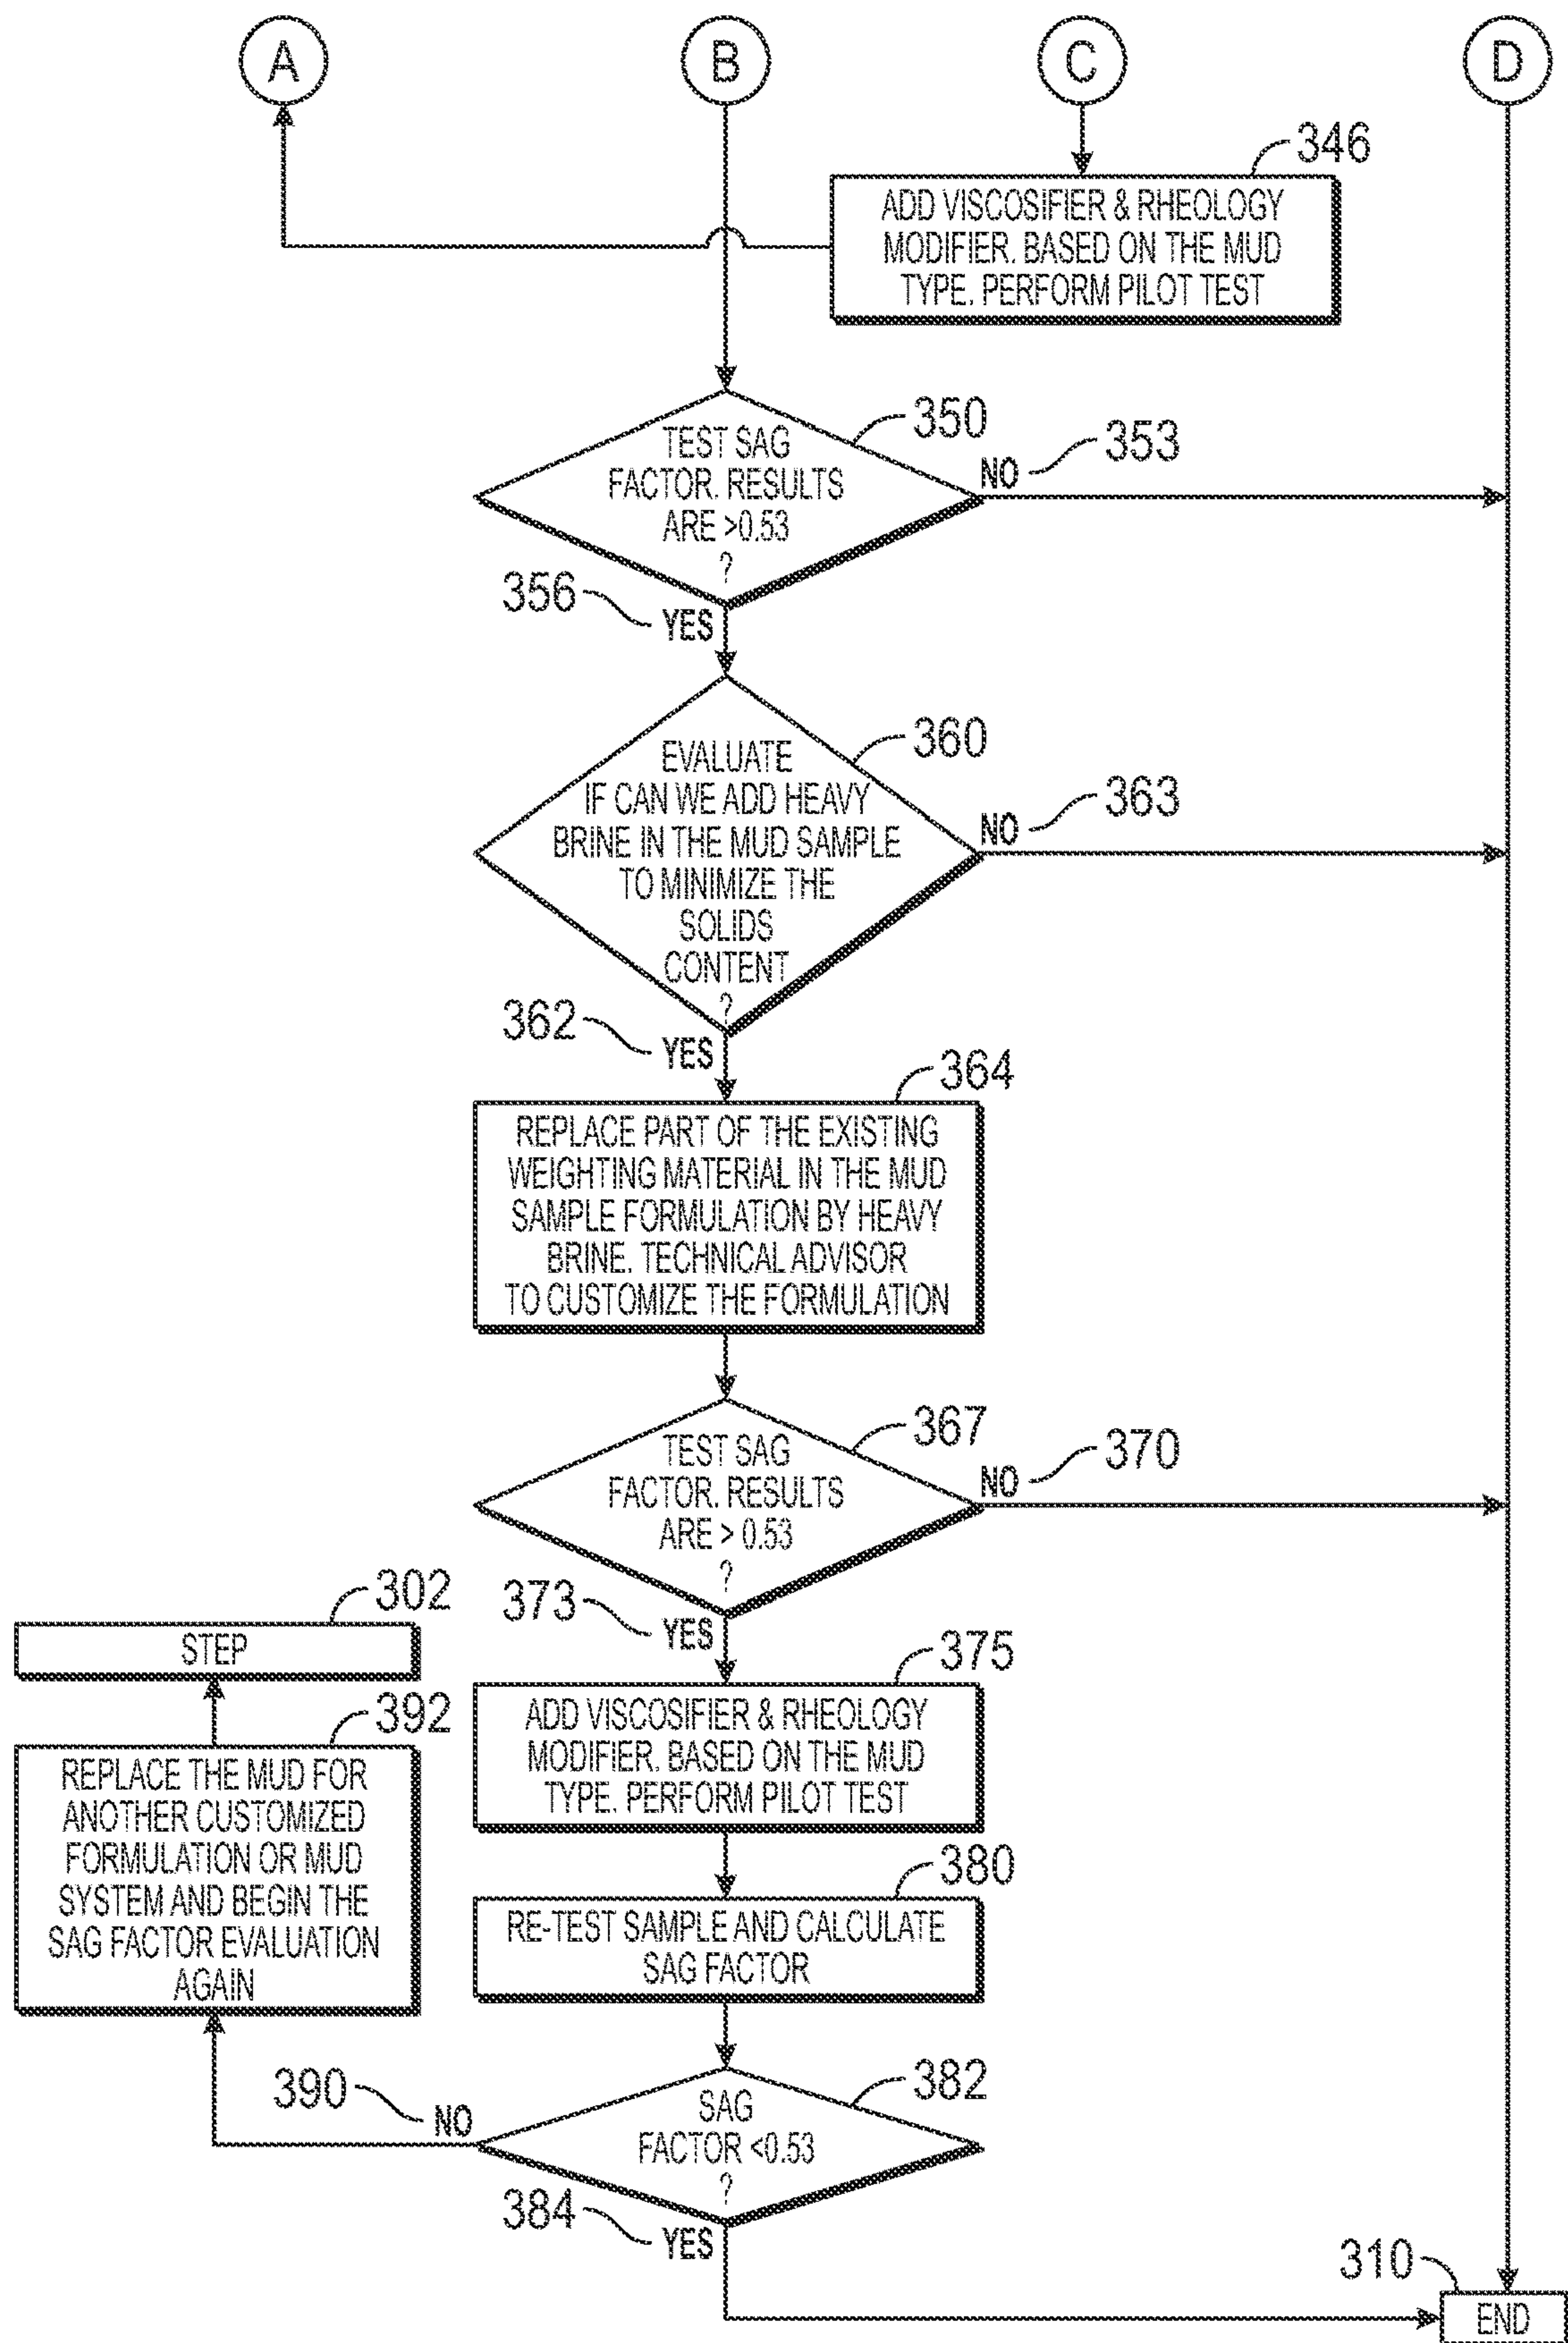 A
B
C
D
346
ADD VISCOSIFIER & RHEOLOGY
MODIFIER. BASED ON THE MUD
TYPE. PERFORM PILOT TEST
350
TEST SAG
FACTOR. RESULTS
ARE >0.53
?
NO
353
356
YES
360
EVALUATE
IF CAN WE ADD HEAVY
BRINE IN THE MUD SAMPLE
TO MINIMIZE THE
SOLIDS
CONTENT
?
NO
363
362
YES
364
REPLACE PART OF THE EXISTING
WEIGHTING MATERIAL IN THE MUD
SAMPLE FORMULATION BY HEAVY
BRINE. TECHNICAL ADVISOR
TO CUSTOMIZE THE FORMULATION
367
TEST SAG
FACTOR. RESULTS
ARE > 0.53
?
NO
370
373
YES
302
STEP
375
ADD VISCOSIFIER & RHEOLOGY
MODIFIER. BASED ON THE MUD
TYPE. PERFORM PILOT TEST
392
REPLACE THE MUD FOR
ANOTHER CUSTOMIZED
FORMULATION OR MUD
SYSTEM AND BEGIN THE
SAG FACTOR EVALUATION
AGAIN
380
RE-TEST SAMPLE AND CALCULATE
SAG FACTOR
382
SAG
FACTOR <0.53
?
390
NO
384
YES
310
END